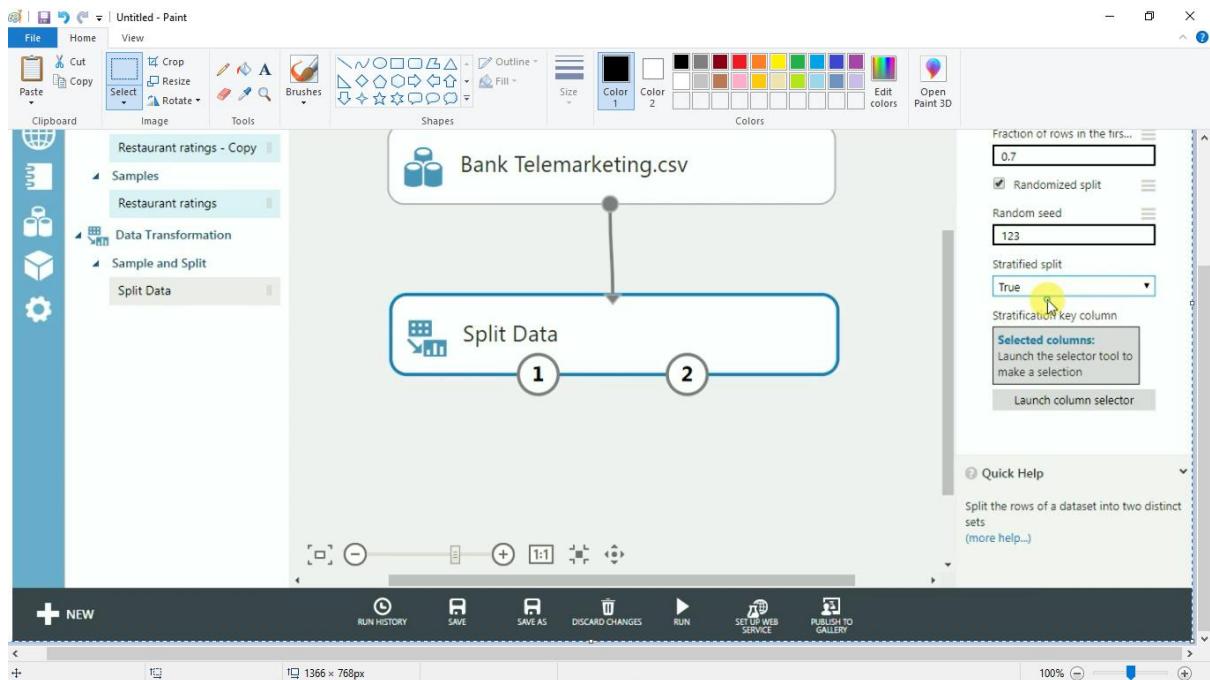 Untitled - Paint
File Home View
Paste
Cut
Copy
Clipboard
Select
Crop
Resize
Rotate
Image
Tools
Brushes
Shapes
Outline
Fill
Size
Color 1
Color 2
Colors
Edit colors
Open Paint 3D
Restaurant ratings - Copy
Samples
Restaurant ratings
Data Transformation
Sample and Split
Split Data
Bank Telemarketing.csv
Split Data
1 2
1:1
Fraction of rows in the firs...
0.7
Randomized split
Random seed
123
Stratified split
True
Stratification key column
Selected columns:
Launch the selector tool to
make a selection
Launch column selector
Quick Help
Split the rows of a dataset into two distinct
sets
(more help...)
NEW
RUN HISTORY
SAVE
SAVE AS
DISCARD CHANGES
RUN
SET UP WEB
SERVICE
PUBLISH TO
GALLERY
1366 × 768px
100%